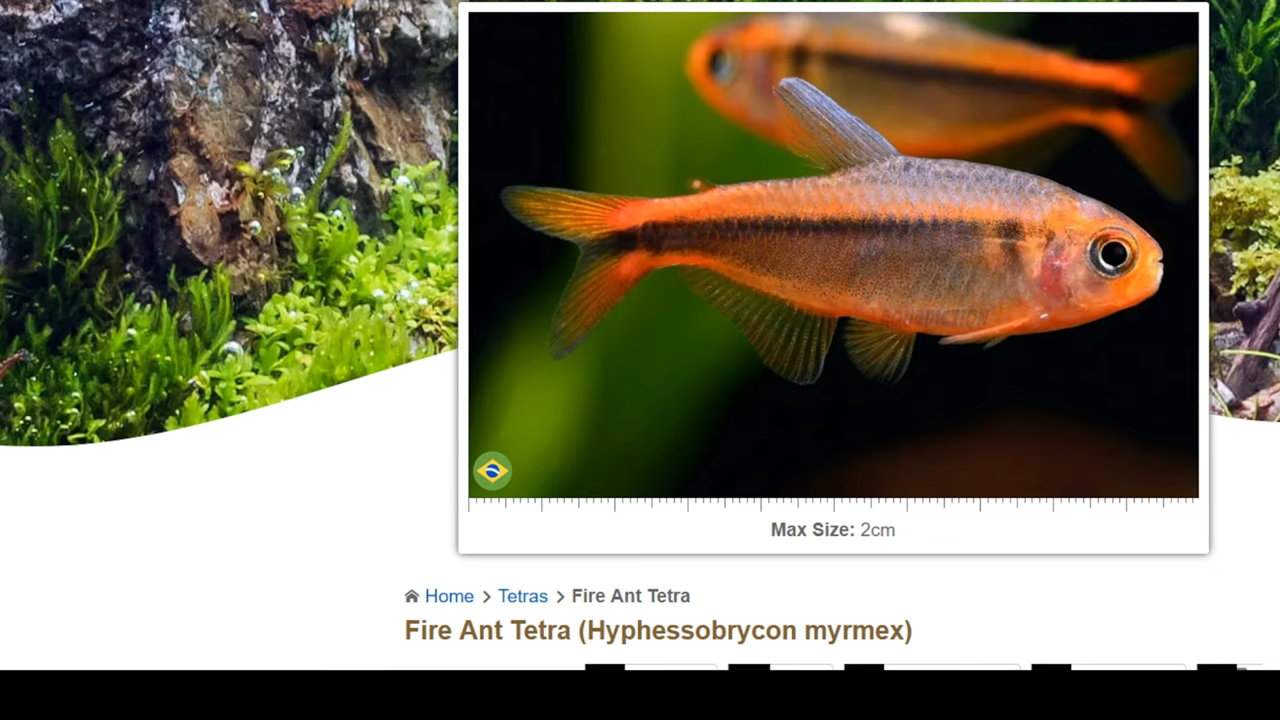 Max Size: 2cm
Home > Tetras > Fire Ant Tetra
Fire Ant Tetra (Hyphessobrycon myrmex)